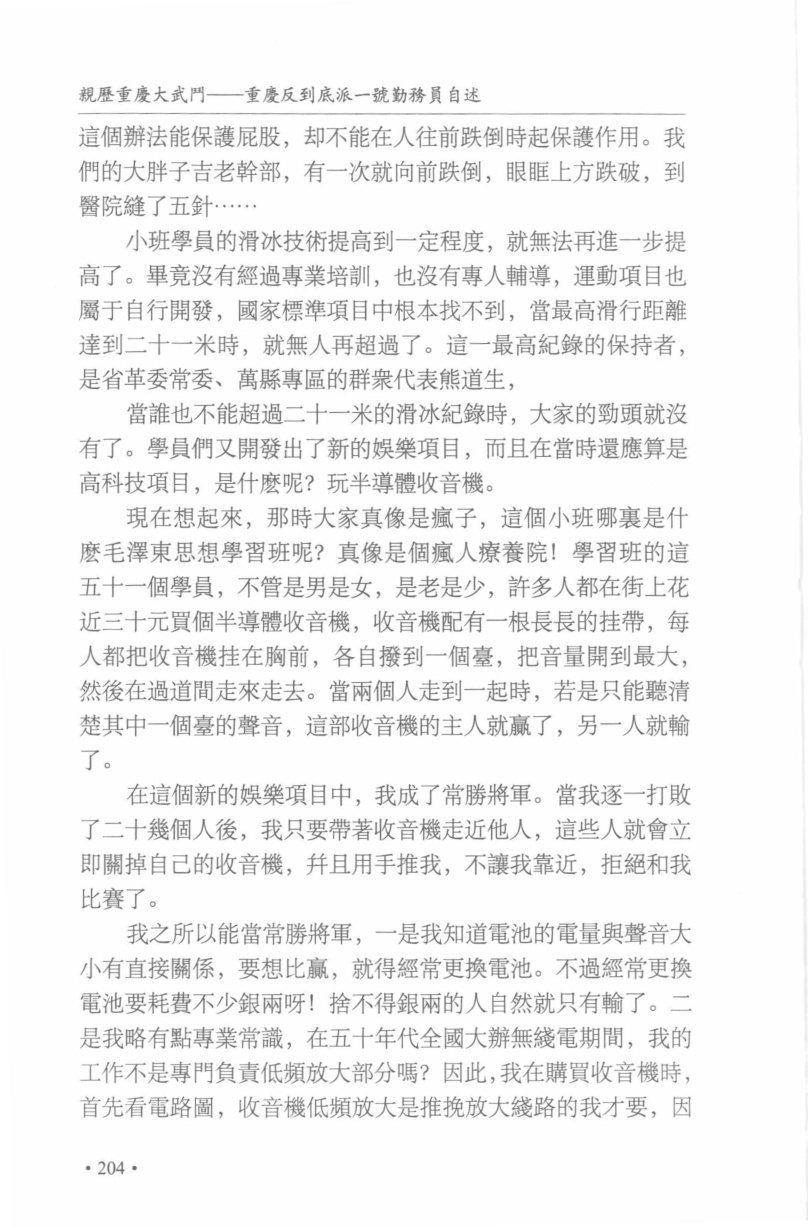 親歷重慶大武鬥——重慶反到底派一號勤務員自述
這個辦法能保護屁股，却不能在人往前跌倒時起保護作用。我
們的大胖子吉老幹部，有一次就向前跌倒，眼眶上方跌破，到
醫院縫了五針……
小班學員的滑冰技術提高到一定程度，就無法再進一步提
高了。畢竟沒有經過專業培訓，也沒有專人輔導，運動項目也
屬于自行開發，國家標準項目中根本找不到，當最高滑行距離
達到二十一米時，就無人再超過了。這一最高紀錄的保持者，
是省革委常委、萬縣專區的群衆代表熊道生，
當誰也不能超過二十一米的滑冰紀錄時，大家的勁頭就沒
有了。學員們又開發出了新的娛樂項目，而且在當時還應算是
高科技項目，是什麼呢？玩半導體收音機。
現在想起來，那時大家真像是瘋子，這個小班哪裏是什
麽毛澤東思想學習班呢？真像是個瘋人療養院！學習班的這
五十一個學員，不管是男是女，是老是少，許多人都在街上花
近三十元買個半導體收音機，收音機配有一根長長的挂帶，每
人都把收音機挂在胸前，各自撥到一個臺，把音量開到最大，
然後在過道間走來走去。當兩個人走到一起時，若是只能聽清
楚其中一個臺的聲音，這部收音機的主人就贏了，另一人就輸
了。
在這個新的娛樂項目中，我成了常勝將軍。當我逐一打敗
了二十幾個人後，我只要帶著收音機走近他人，這些人就會立
即關掉自己的收音機，幷且用手推我，不讓我靠近，拒絕和我
比賽了。
我之所以能當常勝將軍，一是我知道電池的電量與聲音大
小有直接關係，要想比贏，就得經常更換電池。不過經常更換
電池要耗費不少銀兩呀！捨不得銀兩的人自然就只有輸了。二
是我略有點專業常識，在五十年代全國大辦無綫電期間，我的
工作不是專門負責低頻放大部分嗎？因此，我在購買收音機時，
首先看電路圖，收音機低頻放大是推挽放大綫路的我才要，因
·204·